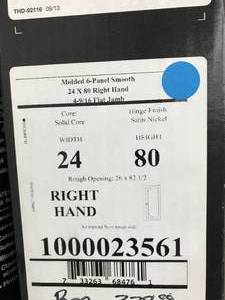 THD-92116 09/13
Molded 6-Panel Smooth
24 X 80 Right Hand
4-9/16 Flat Jamb
Core: Hinge Finish
Solid Core Satin Nickel
WIDTH HEIGHT
24 80
Rough Opening: 26 x 82 1/2
RIGHT
HAND
1000023561
7 33263 68476 1